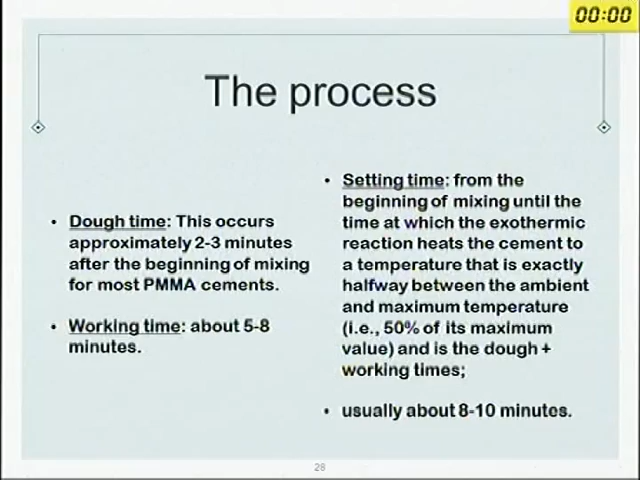 00:00
The process
• Dough time: This occurs
approximately 2-3 minutes
after the beginning of mixing
for most PMMA cements.
• Working time: about 5-8
minutes.
• Setting time: from the
beginning of mixing until the
time at which the exothermic
reaction heats the cement to
a temperature that is exactly
halfway between the ambient
and maximum temperature
(i.e., 50% of its maximum
value) and is the dough +
working times;
• usually about 8-10 minutes.
28